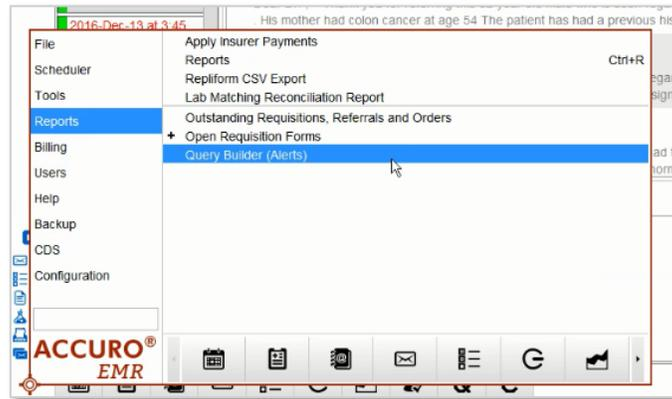 2016-Dec-13 at 3:45
. His mother had colon cancer at age 54 The patient has had a previous his
File
Scheduler
Tools
Reports
Billing
Users
Help
Backup
CDS
Configuration
Apply Insurer Payments
Reports Ctrl+R
Repliform CSV Export
Lab Matching Reconciliation Report
Outstanding Requisitions, Referrals and Orders
+ Open Requisition Forms
Query Builder (Alerts)
ACCURO®
EMR